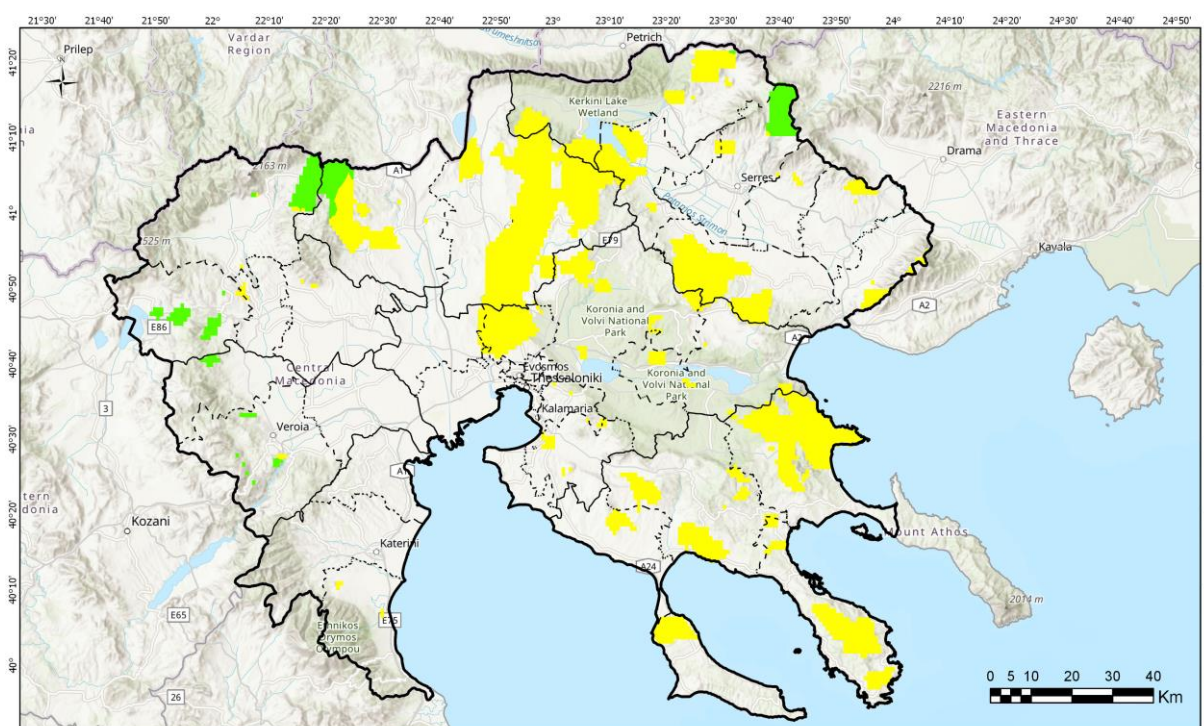 21°30' 21°40' 21°50' 22° 22°10' 22°20' 22°30' 22°40' 22°50' 23° 23°10' 23°20' 23°30' 23°40' 23°50' 24° 24°10' 24°20' 24°30' 24°40' 24°50'
41°20'
41°10'
41°
40°50'
40°40'
40°30'
40°20'
40°10'
40°
Prilep
Vardar
Region
Petrich
Kerkini Lake
Wetland
2216 m
Eastern
Macedonia
and Thrace
Drama
2163 m
A1
Serres
Potamos Strimon
2525 m
E79
Kavala
A2
E86
Koronia and
Volvi National
Park
A2
Central
Macedonia
Evosmos
Thessaloniki
Koronia and
Volvi National
Park
3
Kalamaria
Veroia
A1
Kozani
Katerini
Mount Athos
A24
2014 m
E65
E75
Ethnikos
Drymos
Olympou
26
0 5 10 20 30 40
Km